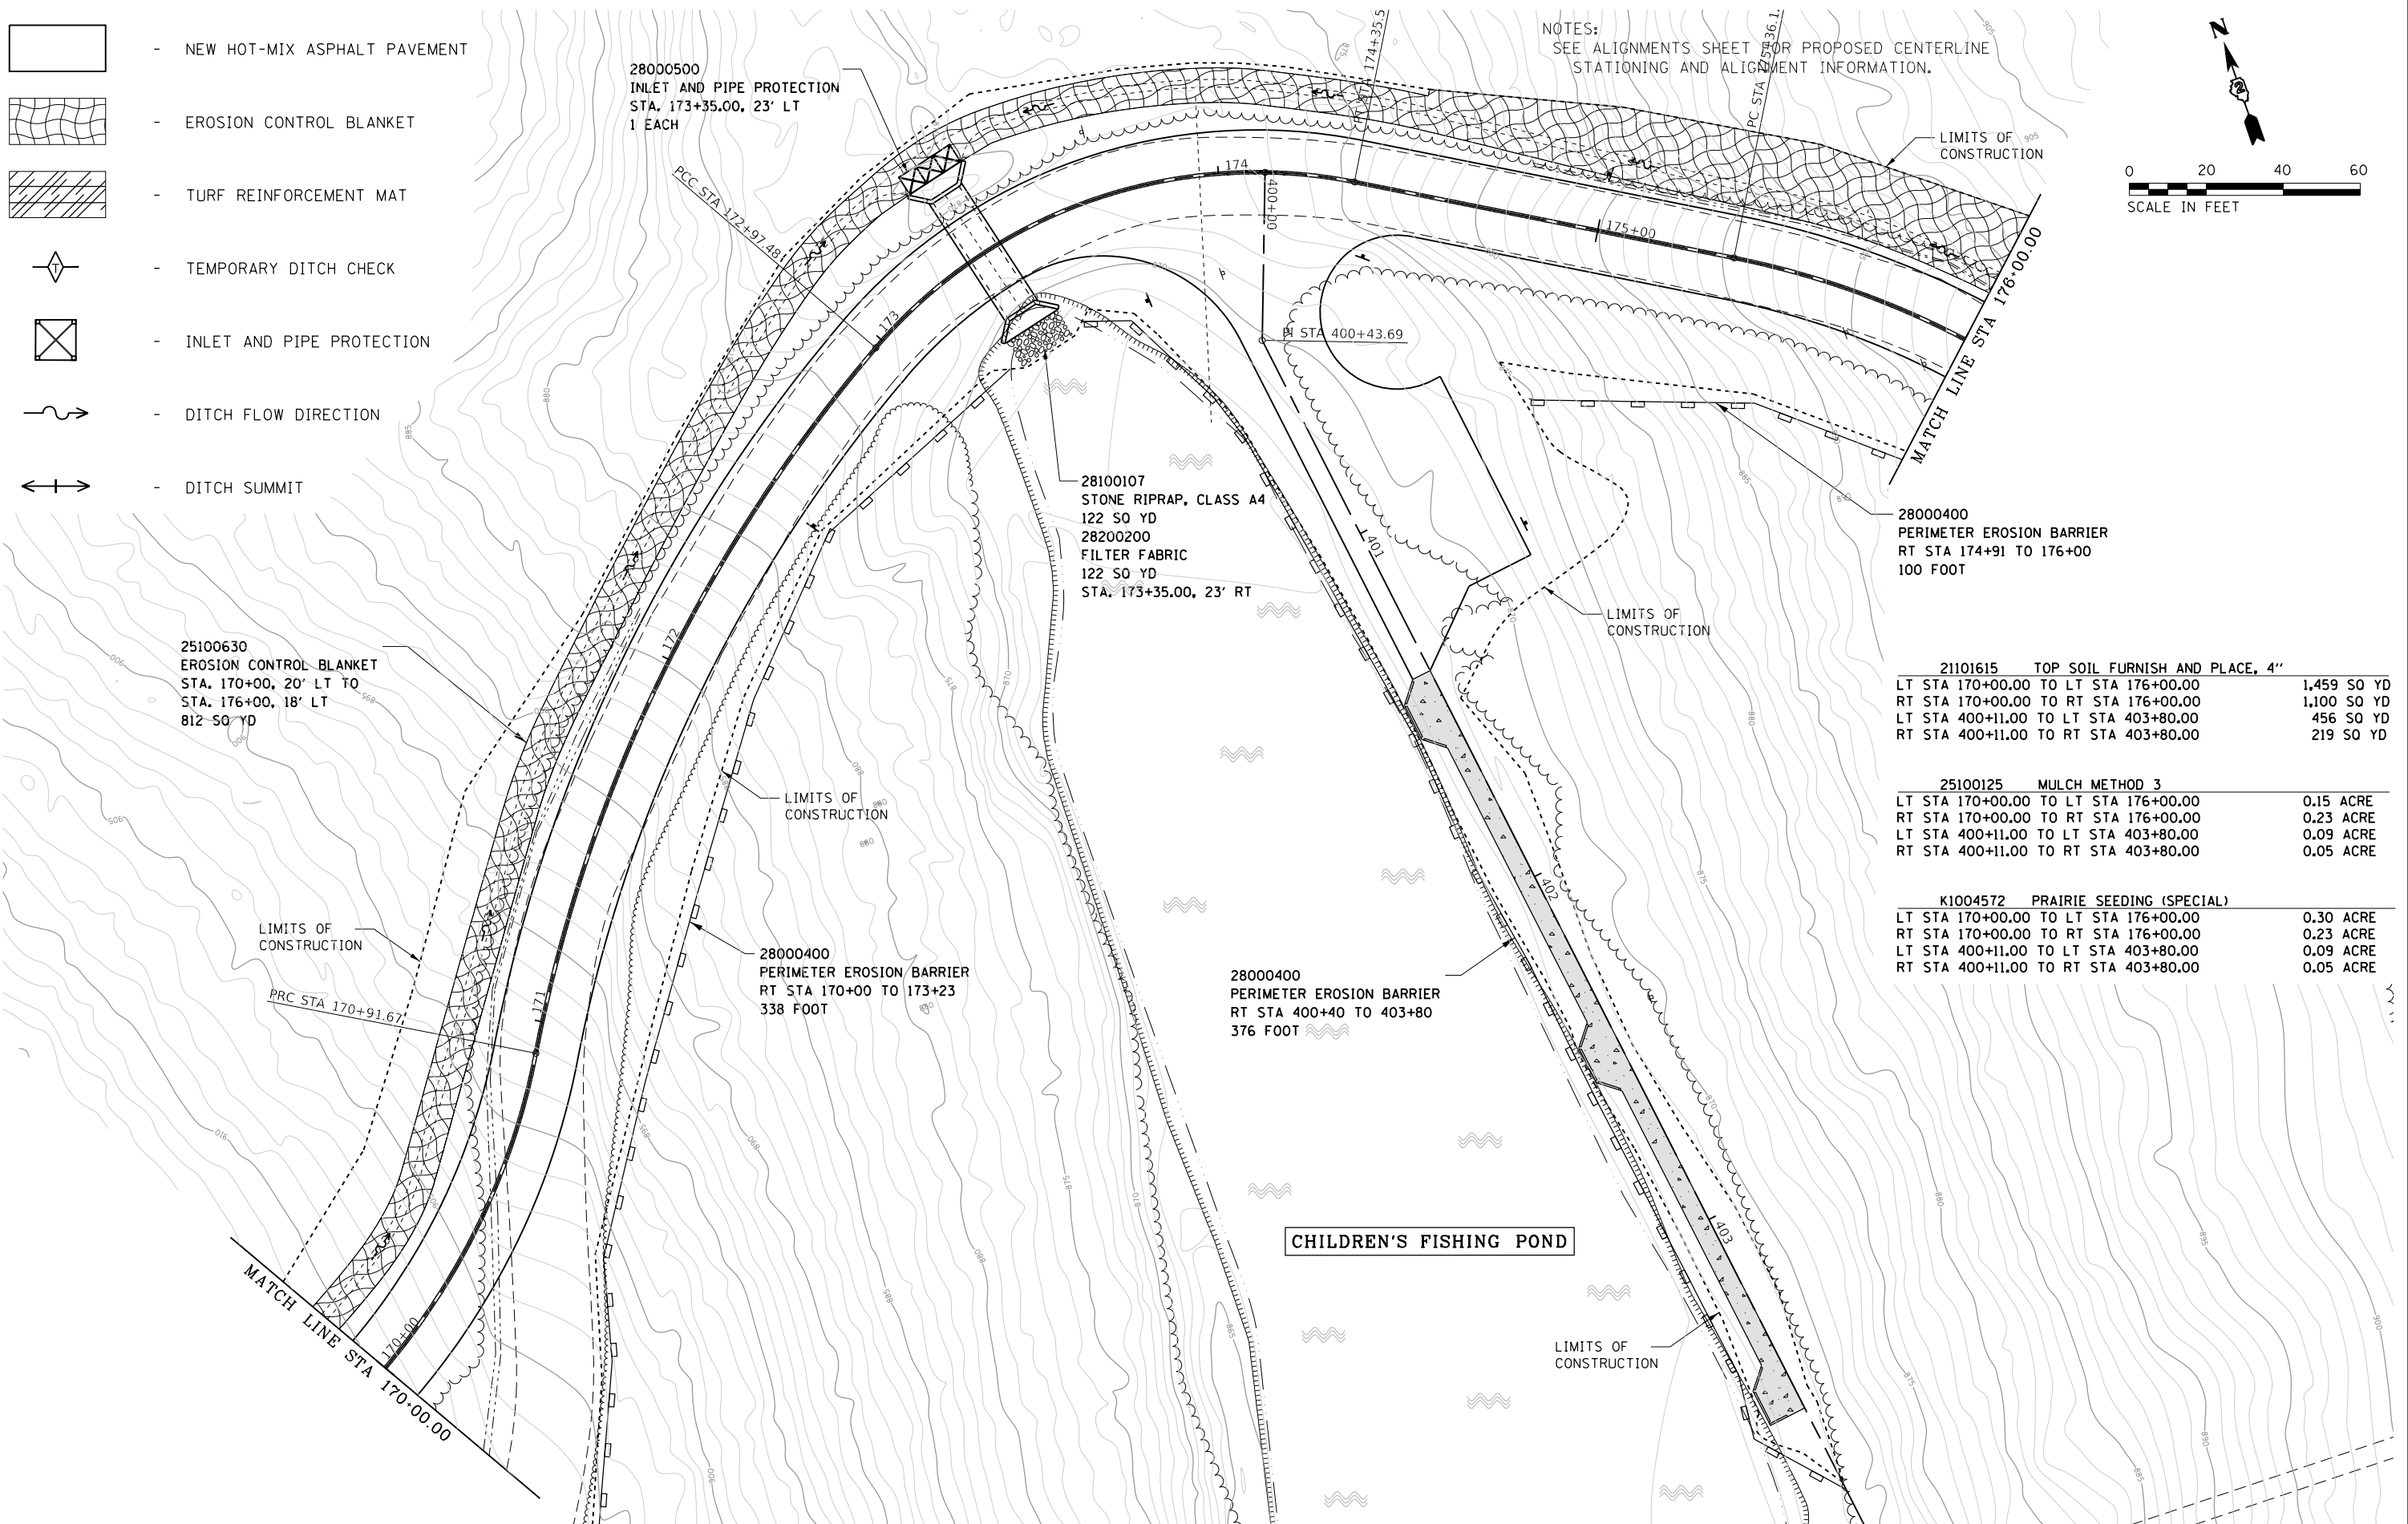 NEW HOT-MIX ASPHALT PAVEMENT
EROSION CONTROL BLANKET
TURF REINFORCEMENT MAT
T
TEMPORARY DITCH CHECK
INLET AND PIPE PROTECTION
DITCH FLOW DIRECTION
DITCH SUMMIT
28000500
INLET AND PIPE PROTECTION
STA. 173+35.00, 23' LT
1 EACH
PCC STA 172+97.48
NOTES:
SEE ALIGNMENTS SHEET FOR PROPOSED CENTERLINE
STATIONING AND ALIGNMENT INFORMATION.
N
2
0 20 40 60
SCALE IN FEET
LIMITS OF
CONSTRUCTION
MATCH LINE STA 176+00.00
173
174
400+00
175+00
PI STA 400+43.69
28100107
STONE RIPRAP, CLASS A4
122 SQ YD
28200200
FILTER FABRIC
122 SQ YD
STA. 173+35.00, 23' RT
28000400
PERIMETER EROSION BARRIER
RT STA 174+91 TO 176+00
100 FOOT
LIMITS OF
CONSTRUCTION
401
172
25100630
EROSION CONTROL BLANKET
STA. 170+00, 20' LT TO
STA. 176+00, 18' LT
812 SQ YD
21101615 TOP SOIL FURNISH AND PLACE, 4"
LT STA 170+00.00 TO LT STA 176+00.00 1,459 SQ YD
RT STA 170+00.00 TO RT STA 176+00.00 1,100 SQ YD
LT STA 400+11.00 TO LT STA 403+80.00 456 SQ YD
RT STA 400+11.00 TO RT STA 403+80.00 219 SQ YD
25100125 MULCH METHOD 3
LT STA 170+00.00 TO LT STA 176+00.00 0.15 ACRE
RT STA 170+00.00 TO RT STA 176+00.00 0.23 ACRE
LT STA 400+11.00 TO LT STA 403+80.00 0.09 ACRE
RT STA 400+11.00 TO RT STA 403+80.00 0.05 ACRE
K1004572 PRAIRIE SEEDING (SPECIAL)
LT STA 170+00.00 TO LT STA 176+00.00 0.30 ACRE
RT STA 170+00.00 TO RT STA 176+00.00 0.23 ACRE
LT STA 400+11.00 TO LT STA 403+80.00 0.09 ACRE
RT STA 400+11.00 TO RT STA 403+80.00 0.05 ACRE
LIMITS OF
CONSTRUCTION
402
LIMITS OF
CONSTRUCTION
28000400
PERIMETER EROSION BARRIER
RT STA 170+00 TO 173+23
338 FOOT
28000400
PERIMETER EROSION BARRIER
RT STA 400+40 TO 403+80
376 FOOT
PRC STA 170+91.67
171
403
CHILDREN'S FISHING POND
LIMITS OF
CONSTRUCTION
170+00
MATCH LINE STA 170+00.00